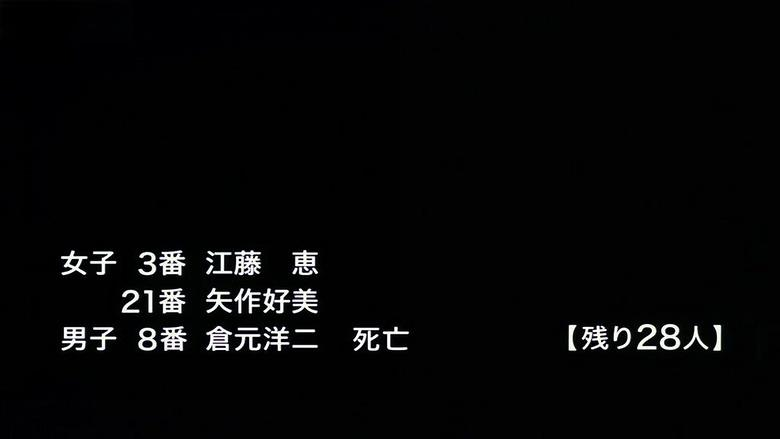 女子 3番 江藤 恵
21番 矢作好美
男子 8番 倉元洋二 死亡 【残り28人】